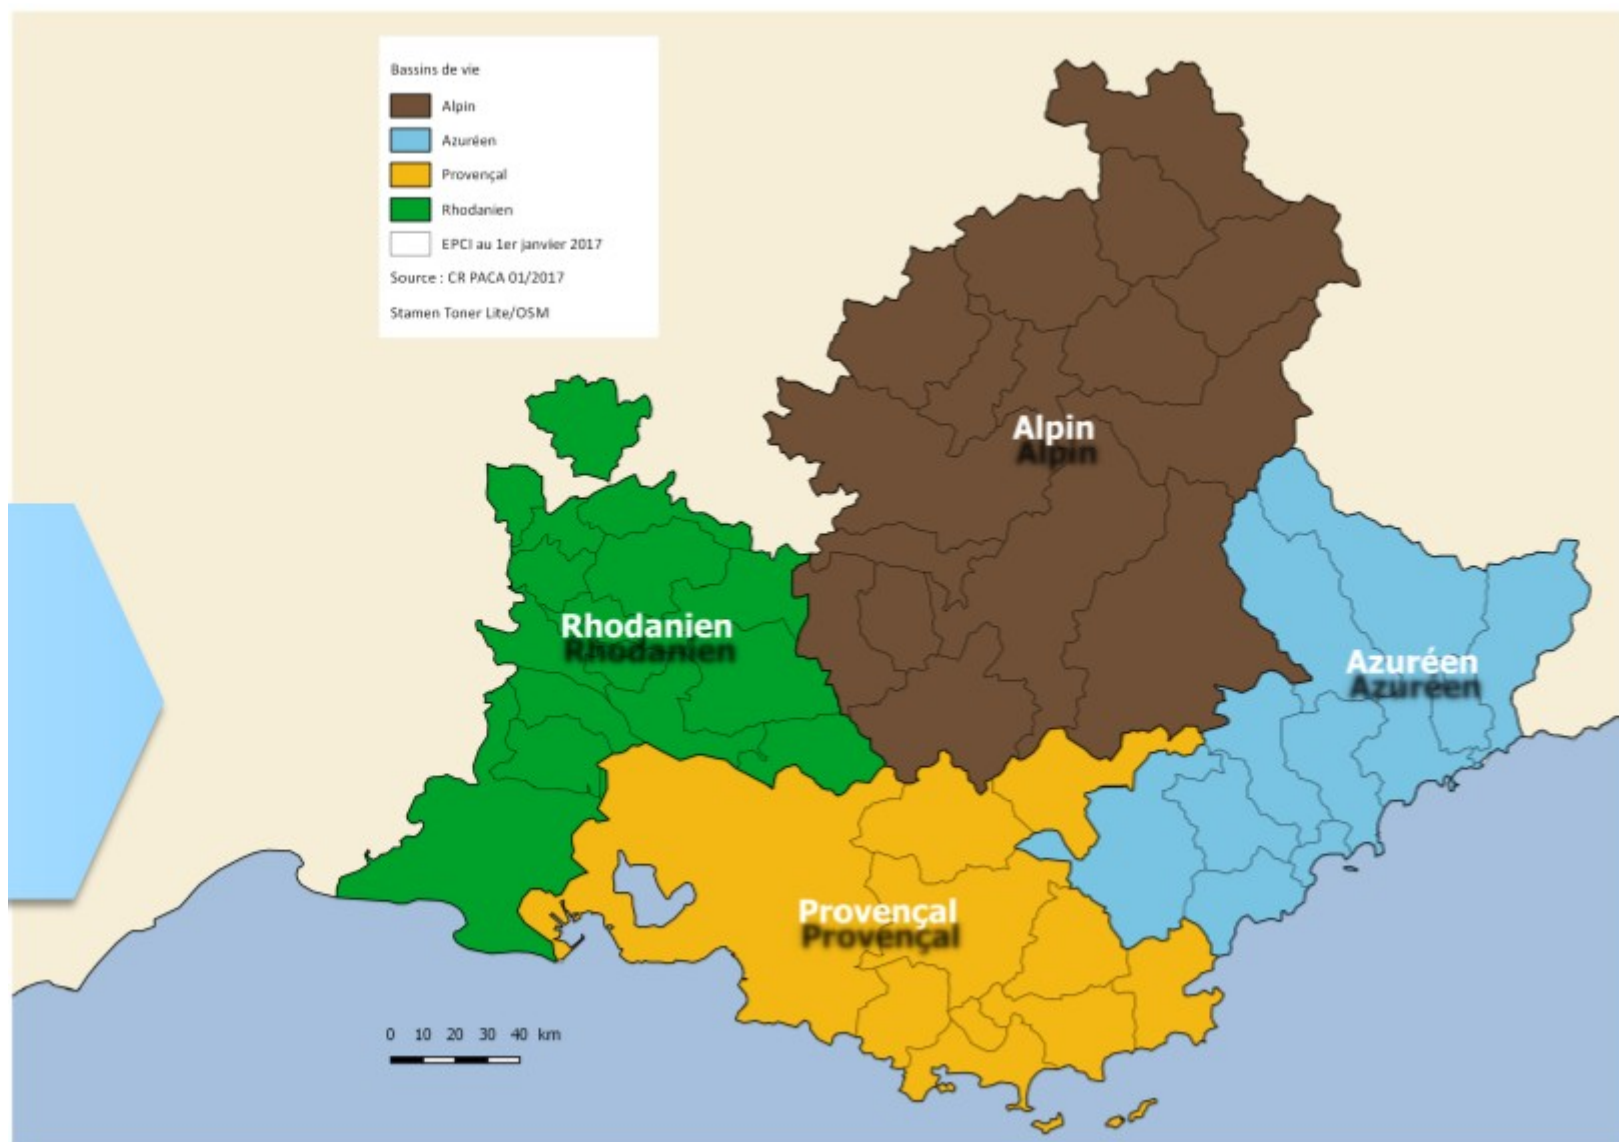 Bassins de vie
Alpin
Azuréen
Provençal
Rhodanien
EPCI au 1er janvier 2017
Source : CR PACA 01/2017
Stamen Toner Lite/OSM
Alpin
Rhodanien
Azuréen
Provençal
0 10 20 30 40 km